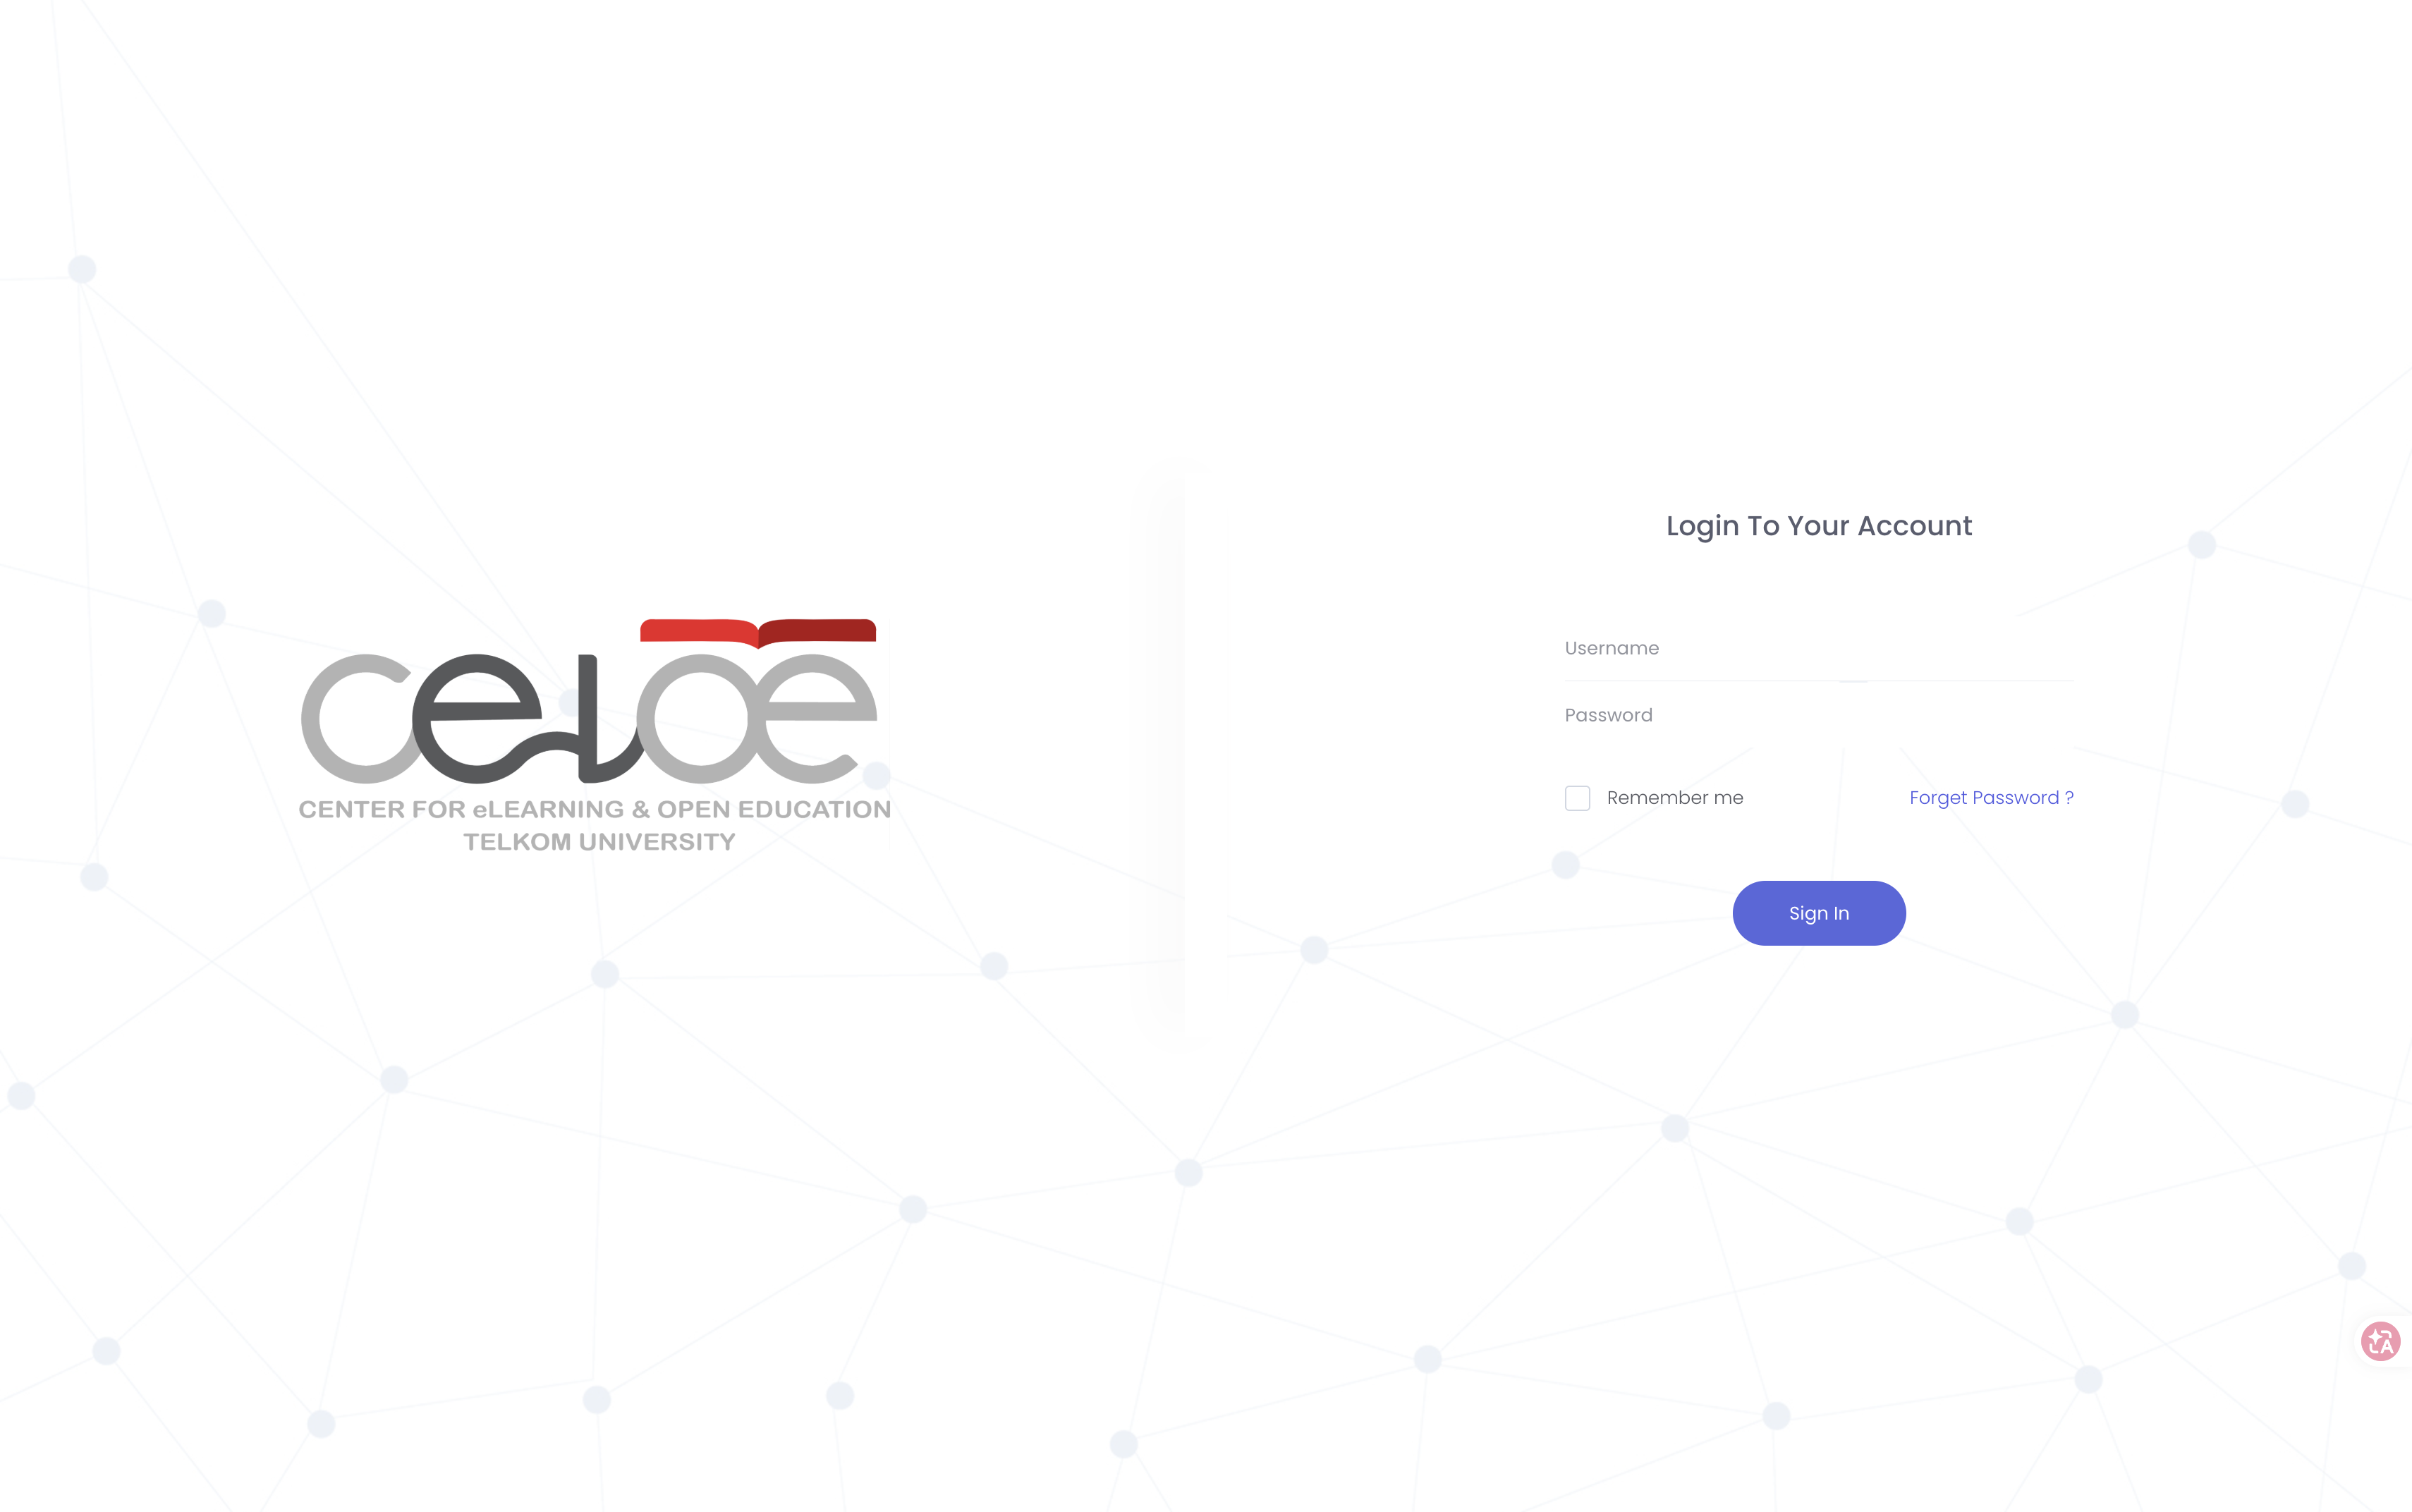 celoe
CENTER FOR eLEARNING & OPEN EDUCATION
TELKOM UNIVERSITY
Login To Your Account
Username
Password
Remember me
Forget Password ?
Sign In
A